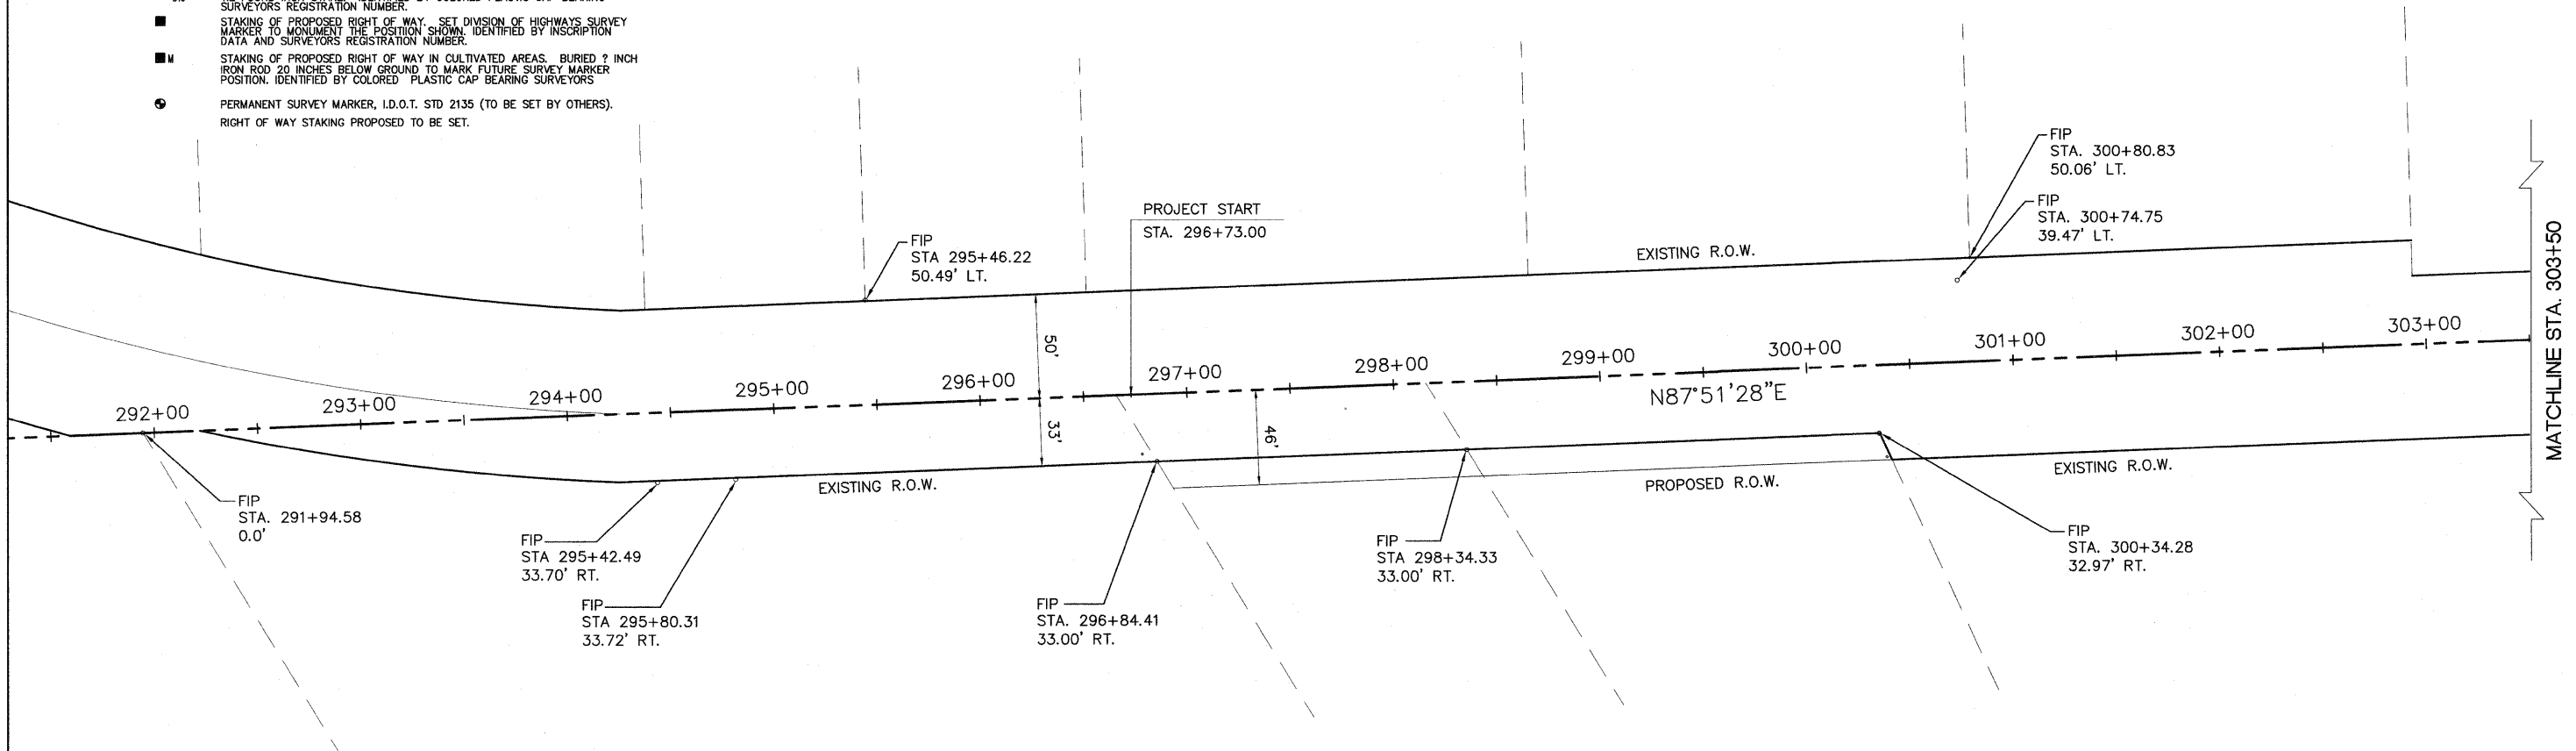 SURVEYORS REGISTRATION NUMBER.
STAKING OF PROPOSED RIGHT OF WAY. SET DIVISION OF HIGHWAYS SURVEY
MARKER TO MONUMENT THE POSITIION SHOWN. IDENTIFIED BY INSCRIPTION
DATA AND SURVEYORS REGISTRATION NUMBER.
M STAKING OF PROPOSED RIGHT OF WAY IN CULTIVATED AREAS. BURIED ? INCH
IRON ROD 20 INCHES BELOW GROUND TO MARK FUTURE SURVEY MARKER
POSITION. IDENTIFIED BY COLORED PLASTIC CAP BEARING SURVEYORS
PERMANENT SURVEY MARKER, I.D.O.T. STD 2135 (TO BE SET BY OTHERS).
RIGHT OF WAY STAKING PROPOSED TO BE SET.
FIP
STA. 300+80.83
50.06' LT.
FIP
STA. 300+74.75
39.47' LT.
PROJECT START
STA. 296+73.00
FIP
STA 295+46.22
50.49' LT.
EXISTING R.O.W.
MATCHLINE STA. 303+50
50'
33'
46'
292+00
293+00
294+00
295+00
296+00
297+00
298+00
299+00
300+00
301+00
302+00
303+00
N87°51'28"E
EXISTING R.O.W.
PROPOSED R.O.W.
EXISTING R.O.W.
FIP
STA. 291+94.58
0.0'
FIP
STA 295+42.49
33.70' RT.
FIP
STA 295+80.31
33.72' RT.
FIP
STA. 296+84.41
33.00' RT.
FIP
STA 298+34.33
33.00' RT.
FIP
STA. 300+34.28
32.97' RT.